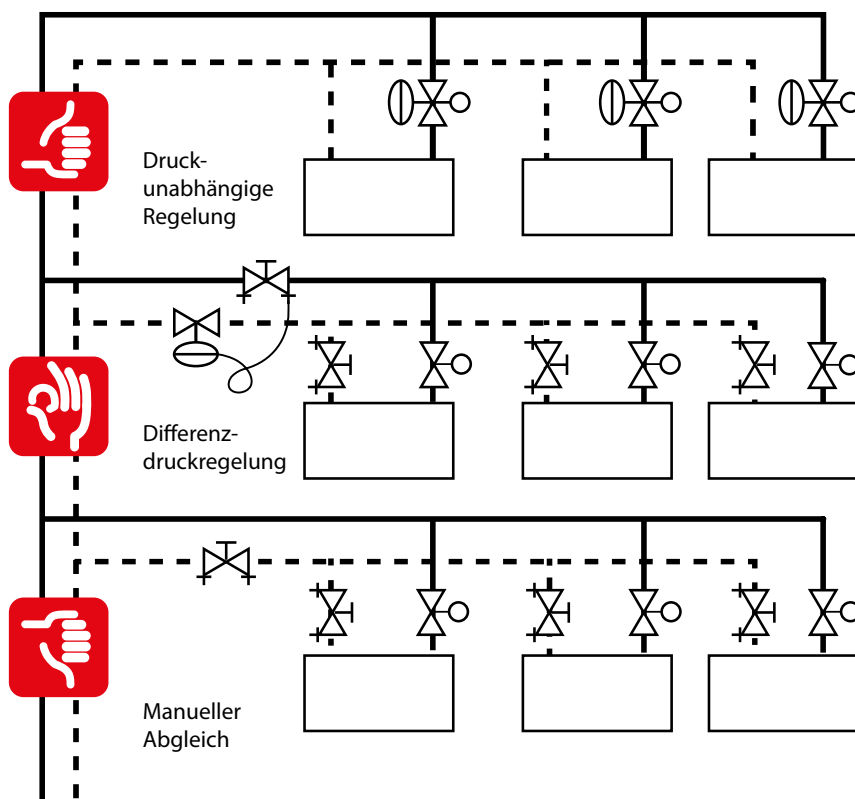 Druck-
unabhängige
Regelung
Differenz-
druckregelung
Manueller
Abgleich